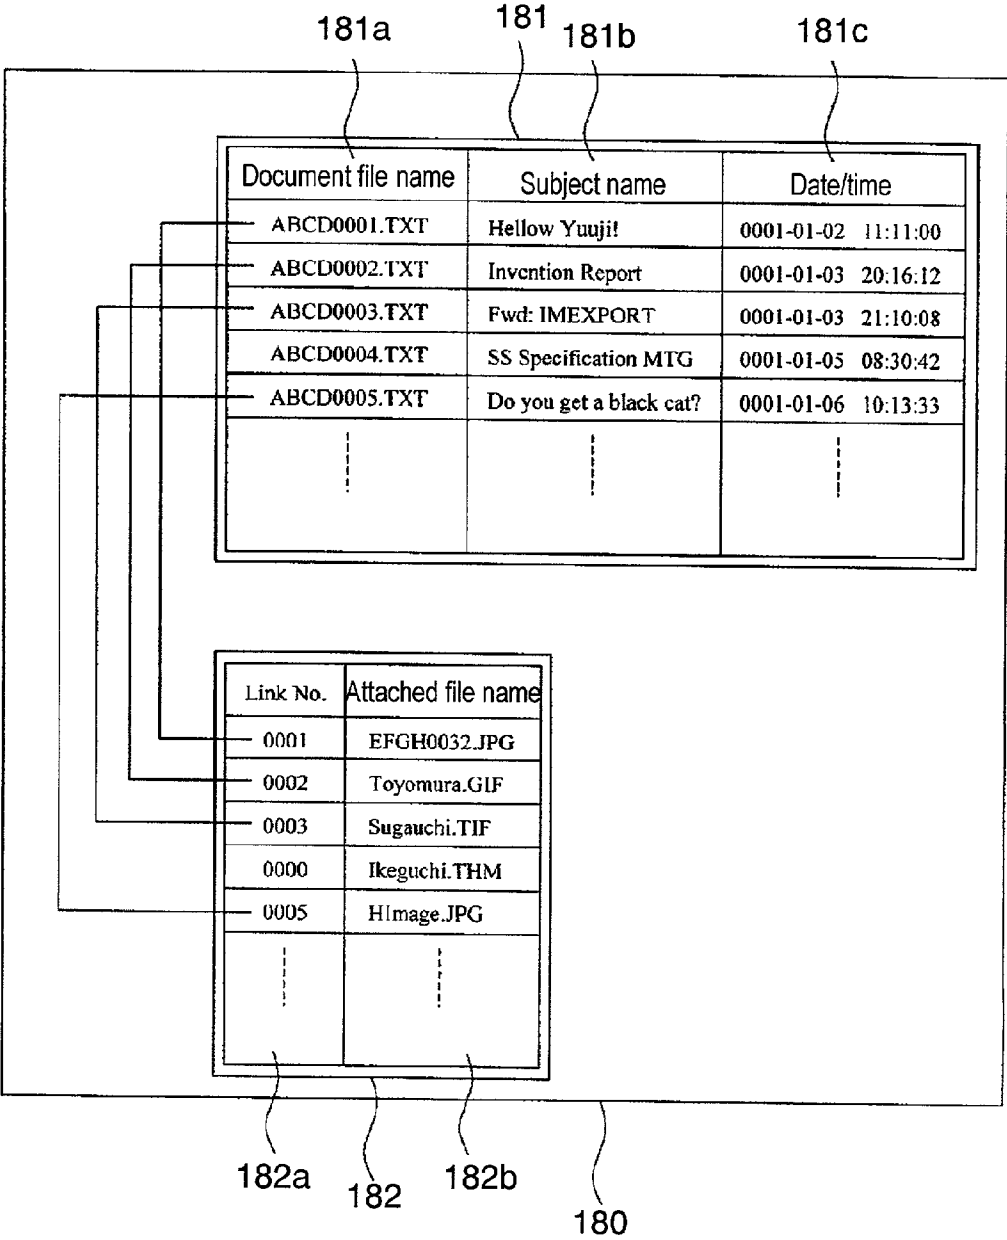 181a 181 181b 181c
Document file name Subject name Date/time
ABCD0001.TXT Hellow Yuuji! 0001-01-02 11:11:00
ABCD0002.TXT Invention Report 0001-01-03 20:16:12
ABCD0003.TXT Fwd: IMEXPORT 0001-01-03 21:10:08
ABCD0004.TXT SS Specification MTG 0001-01-05 08:30:42
ABCD0005.TXT Do you get a black cat? 0001-01-06 10:13:33
Link No. Attached file name
0001 EFGH0032.JPG
0002 Toyomura.GIF
0003 Sugauchi.TIF
0000 Ikeguchi.THM
0005 HImage.JPG
182a 182 182b
180